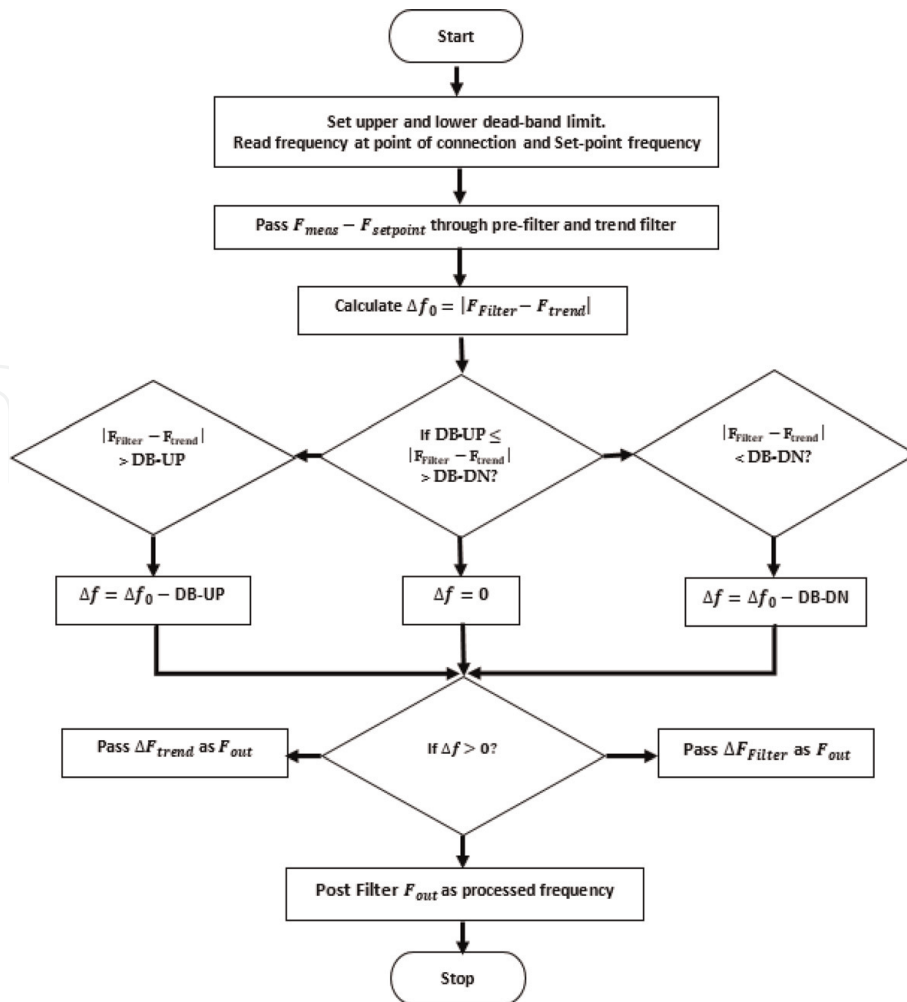 Start
Set upper and lower dead-band limit.
Read frequency at point of connection and Set-point frequency
Pass F_meas − F_setpoint through pre-filter and trend filter
Calculate Δf_0 = |F_Filter − F_trend|
|F_Filter − F_trend|
> DB-UP
If DB-UP ≤
|F_Filter − F_trend|
> DB-DN?
|F_Filter − F_trend|
< DB-DN?
Δf = Δf_0 − DB-UP
Δf = 0
Δf = Δf_0 − DB-DN
Pass ΔF_trend as F_out
If Δf > 0?
Pass ΔF_Filter as F_out
Post Filter F_out as processed frequency
Stop